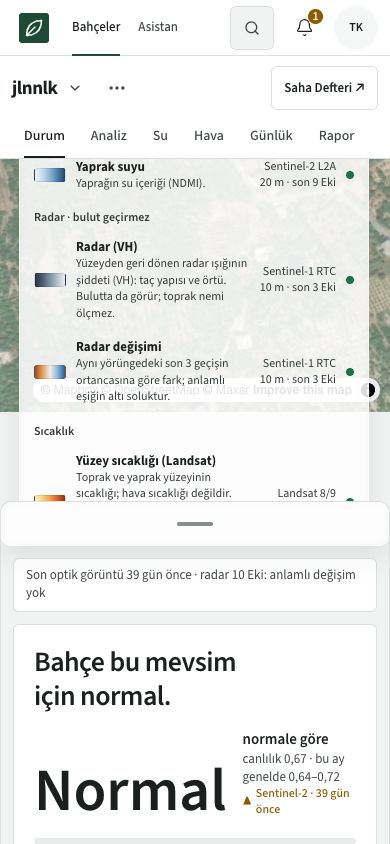 Bahçeler
Asistan
1
TK
jlnnlk
Saha Defteri ↗
Durum
Analiz
Su
Hava
Günlük
Rapor
Yaprak suyu
Yaprağın su içeriği (NDMI).
Sentinel-2 L2A
20 m · son 9 Eki
Radar · bulut geçirmez
Radar (VH)
Yüzeyden geri dönen radar ışığının
şiddeti (VH): taç yapısı ve örtü.
Bulutta da görür; toprak nemi
ölçmez.
Sentinel-1 RTC
10 m · son 3 Eki
Radar değişimi
Aynı yörüngedeki son 3 geçişin
ortancasına göre fark; anlamlı
eşiğin altı soluktur.
Sentinel-1 RTC
10 m · son 3 Eki
© Mapbox © OpenStreetMap © Maxar Improve this map
Sıcaklık
Yüzey sıcaklığı (Landsat)
Toprak ve yaprak yüzeyinin
sıcaklığı; hava sıcaklığı değildir.
Landsat 8/9
Son optik görüntü 39 gün önce · radar 10 Eki: anlamlı değişim
yok
Bahçe bu mevsim
için normal.
Normal
normale göre
canlılık 0,67 · bu ay
genelde 0,64–0,72
▲ Sentinel-2 · 39 gün
önce